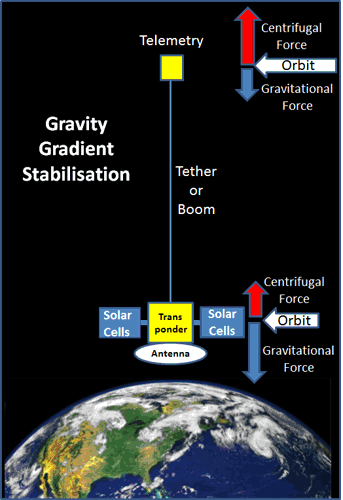 Telemetry
Centrifugal
Force
Orbit
Gravitational
Force
Gravity
Gradient
Stabilisation
Tether
or
Boom
Solar
Cells
Trans
ponder
Solar
Cells
Antenna
Centrifugal
Force
Orbit
Gravitational
Force